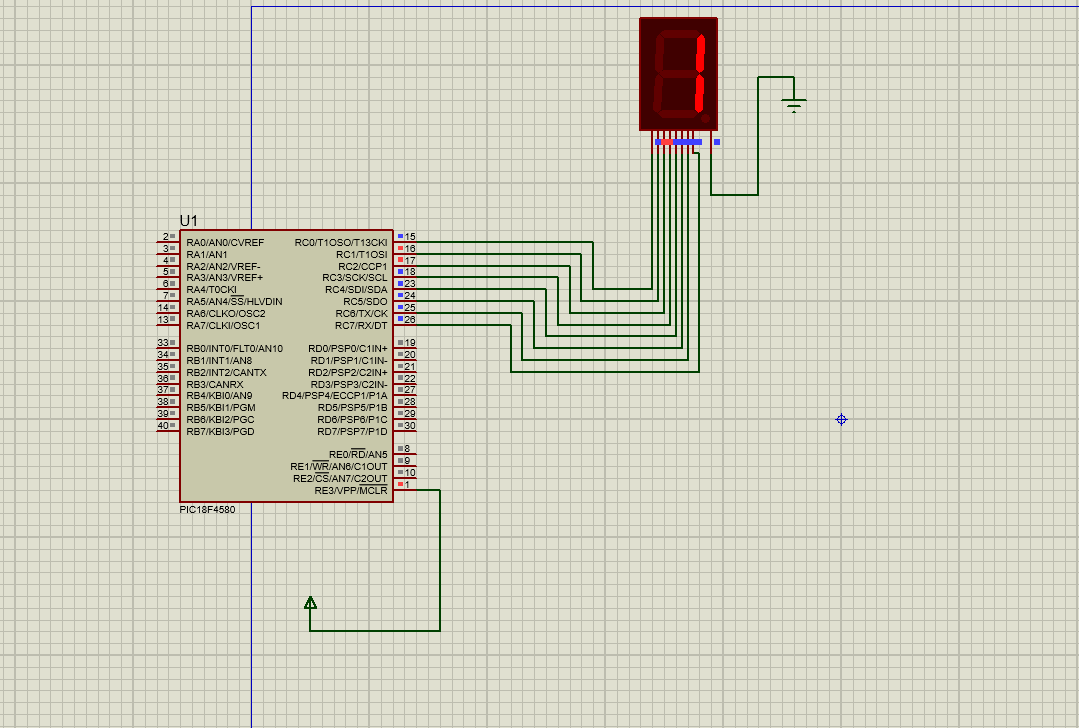 1
U1
2 RA0/AN0/CVREF RC0/T1OSO/T13CKI 15
3 RA1/AN1 RC1/T1OSI 16
4 RA2/AN2/VREF- RC2/CCP1 17
5 RA3/AN3/VREF+ RC3/SCK/SCL 18
6 RA4/T0CKI RC4/SDI/SDA 23
7 RA5/AN4/SS/HLVDIN RC5/SDO 24
14 RA6/CLKO/OSC2 RC6/TX/CK 25
13 RA7/CLKI/OSC1 RC7/RX/DT 26
33 RB0/INT0/FLT0/AN10 RD0/PSP0/C1IN+ 19
34 RB1/INT1/AN8 RD1/PSP1/C1IN- 20
35 RB2/INT2/CANTX RD2/PSP2/C2IN+ 21
36 RB3/CANRX RD3/PSP3/C2IN- 22
37 RB4/KBI0/AN9 RD4/PSP4/ECCP1/P1A 27
38 RB5/KBI1/PGM RD5/PSP5/P1B 28
39 RB6/KBI2/PGC RD6/PSP6/P1C 29
40 RB7/KBI3/PGD RD7/PSP7/P1D 30
RE0/RD/AN5 8
RE1/WR/AN6/C1OUT 9
RE2/CS/AN7/C2OUT 10
RE3/VPP/MCLR 1
PIC18F4580